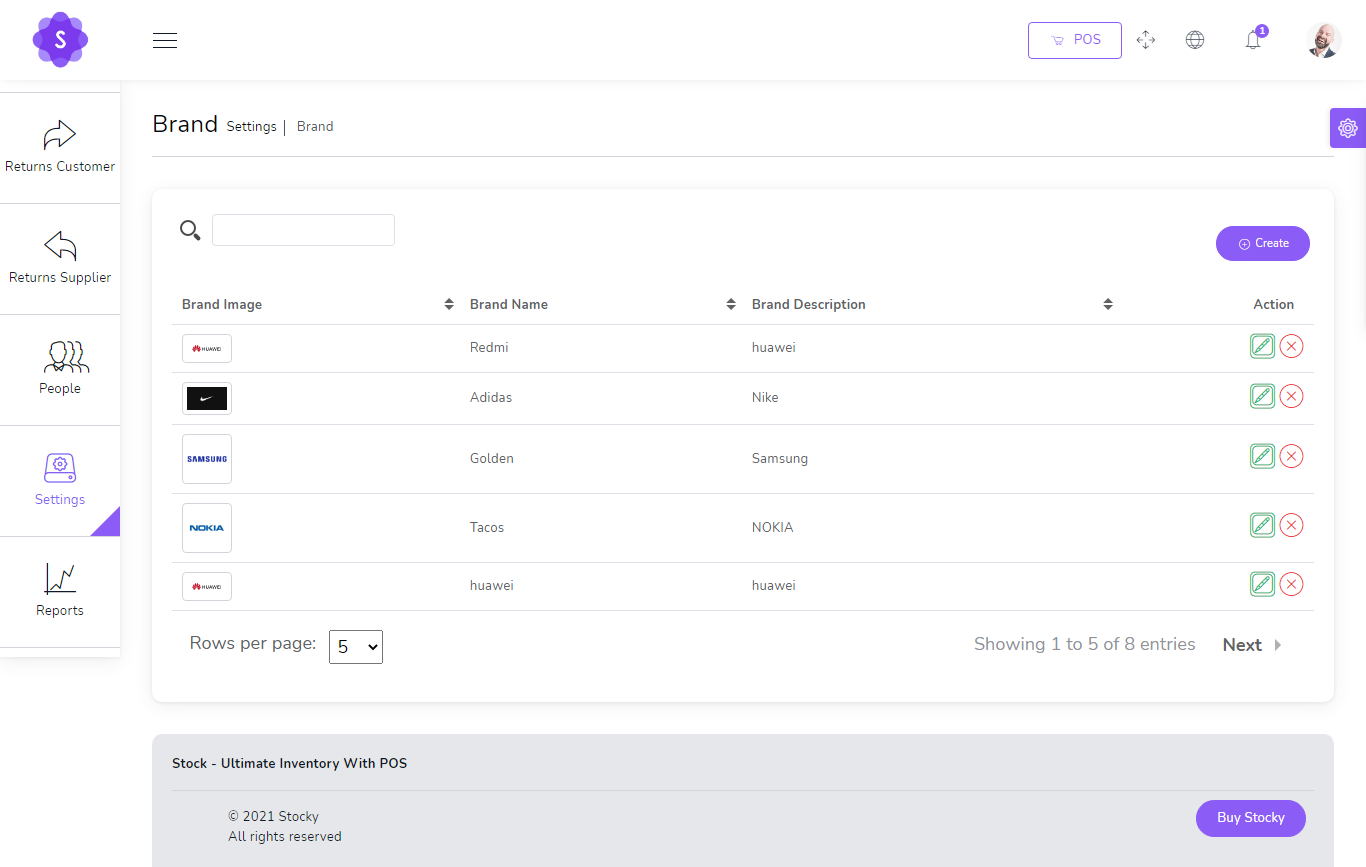 S
POS
1
Returns Customer
Returns Supplier
People
Settings
Reports
Brand Settings | Brand
Create
Brand Image Brand Name Brand Description Action
HUAWEI Redmi huawei
Adidas Nike
SAMSUNG Golden Samsung
NOKIA Tacos NOKIA
HUAWEI huawei huawei
Rows per page: 5 Showing 1 to 5 of 8 entries Next
Stock - Ultimate Inventory With POS
© 2021 Stocky
All rights reserved
Buy Stocky